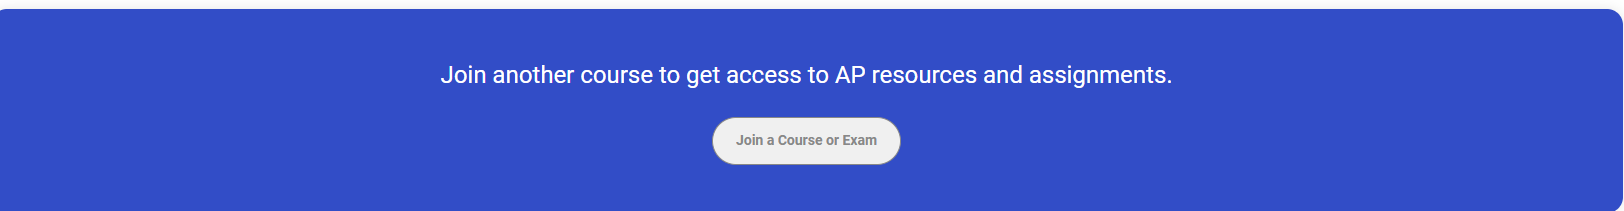 Join another course to get access to AP resources and assignments.
Join a Course or Exam